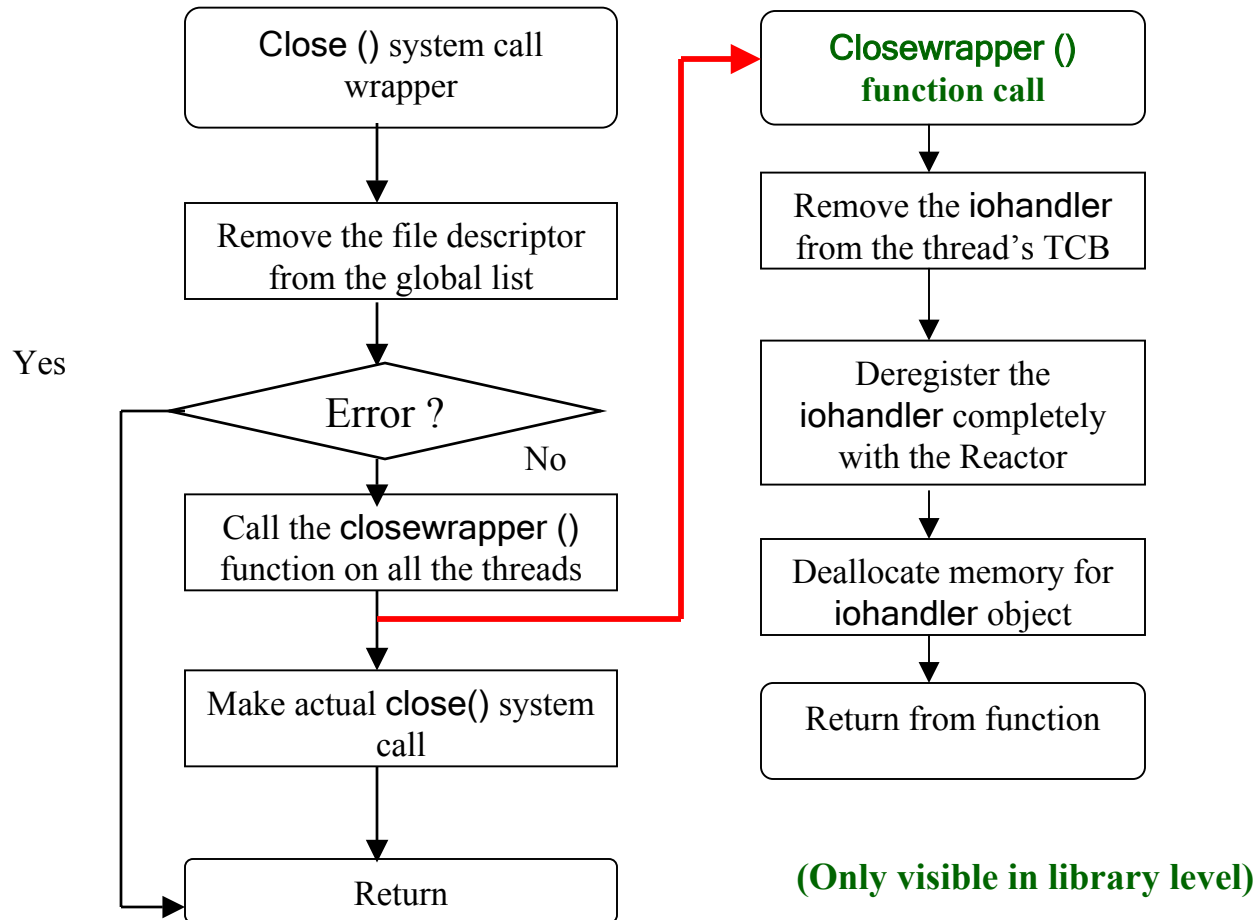 Close () system call
wrapper
Remove the file descriptor
from the global list
Yes
Error ?
No
Call the closewrapper ()
function on all the threads
Make actual close() system
call
Return
Closewrapper ()
function call
Remove the iohandler
from the thread’s TCB
Deregister the
iohandler completely
with the Reactor
Deallocate memory for
iohandler object
Return from function
(Only visible in library level)